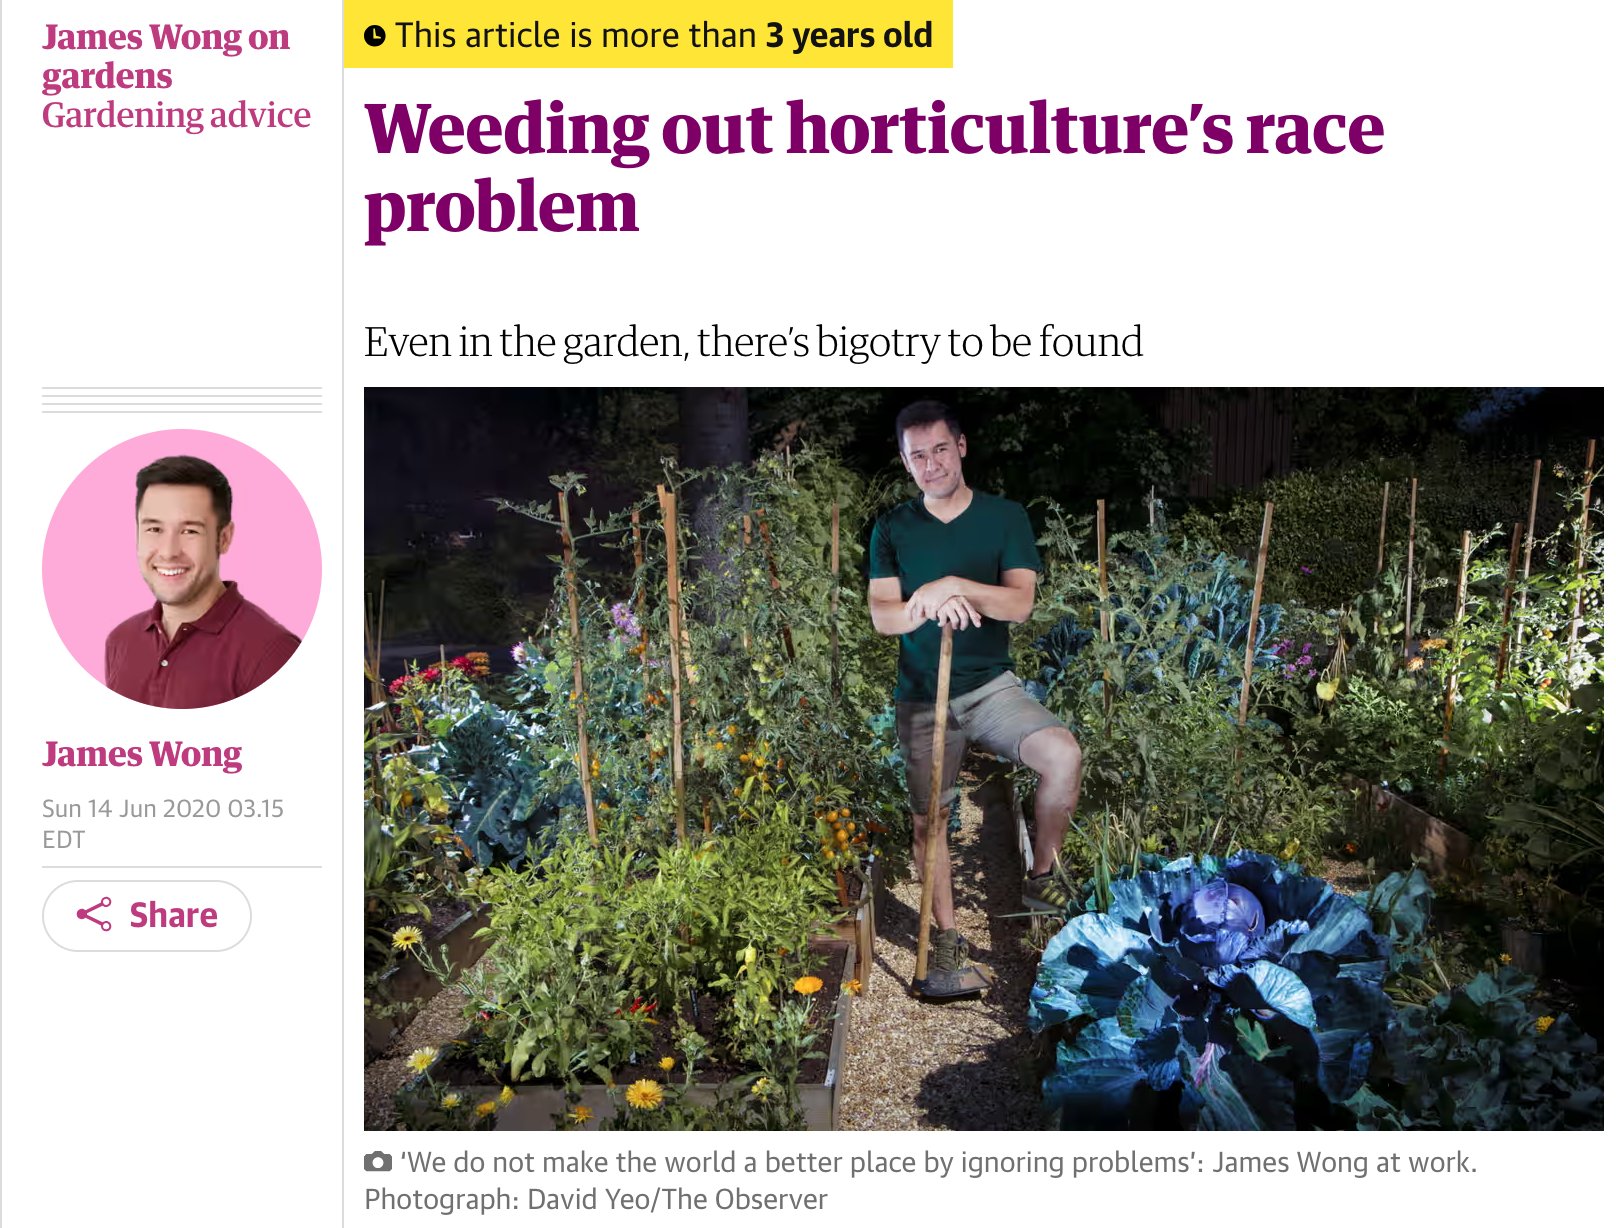 James Wong on
gardens
Gardening advice
This article is more than 3 years old
Weeding out horticulture’s race
problem
Even in the garden, there’s bigotry to be found
James Wong
Sun 14 Jun 2020 03.15
EDT
Share
‘We do not make the world a better place by ignoring problems’: James Wong at work.
Photograph: David Yeo/The Observer